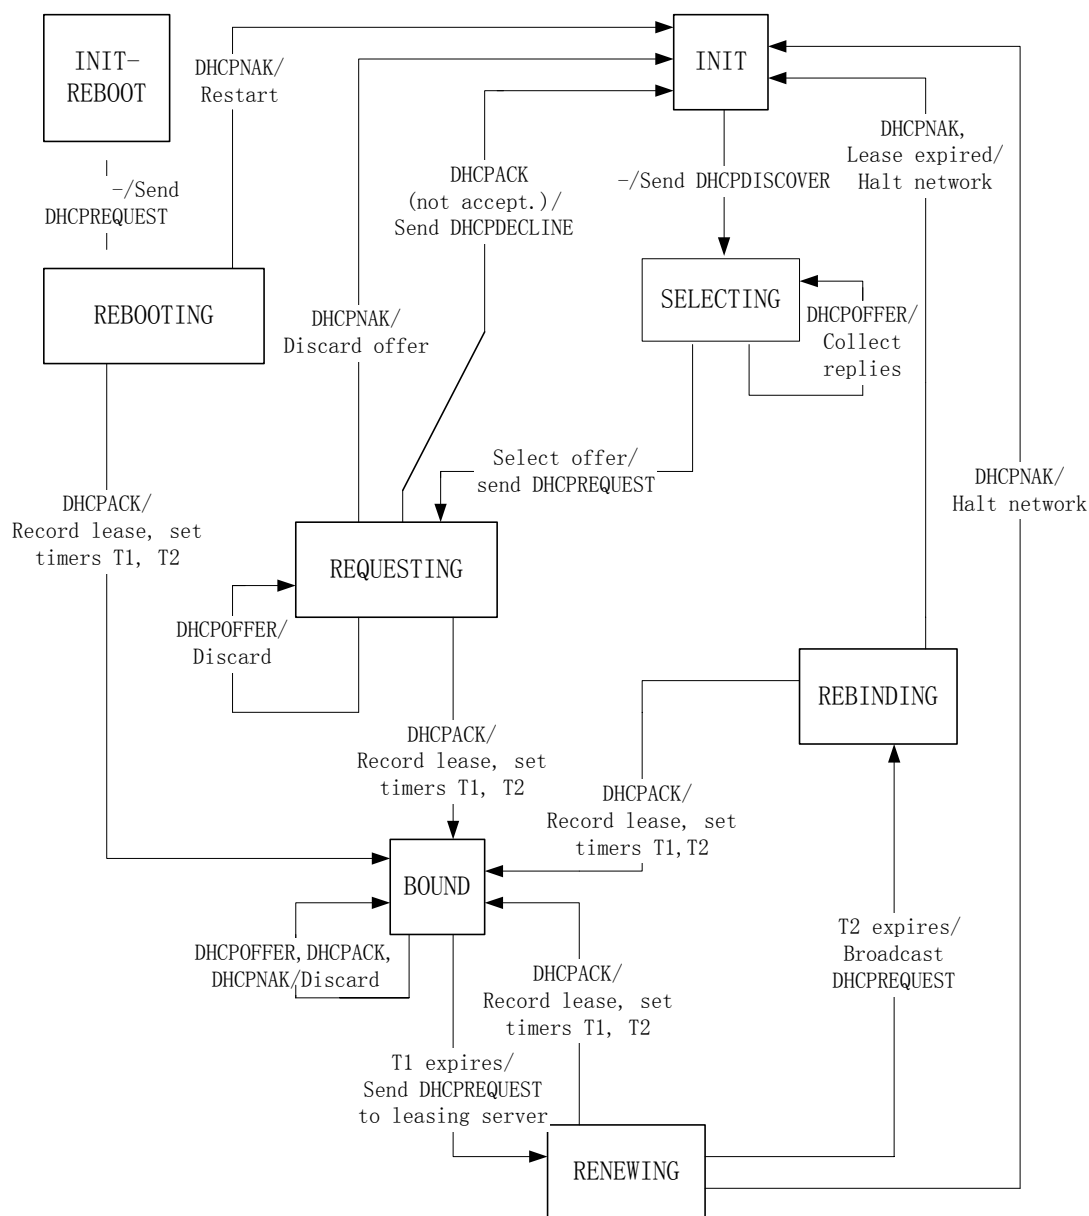 INIT-
REBOOT
DHCPNAK/
Restart
INIT
DHCPNAK,
Lease expired/
Halt network
-/Send
DHCPREQUEST
DHCPACK
(not accept.)/
Send DHCPDECLINE
-/Send DHCPDISCOVER
REBOOTING
SELECTING
DHCPNAK/
Discard offer
DHCPOFFER/
Collect
replies
Select offer/
send DHCPREQUEST
DHCPNAK/
Halt network
DHCPACK/
Record lease, set
timers T1, T2
REQUESTING
DHCPOFFER/
Discard
REBINDING
DHCPACK/
Record lease, set
timers T1, T2
DHCPACK/
Record lease, set
timers T1,T2
BOUND
DHCPOFFER, DHCPACK,
DHCPNAK/Discard
DHCPACK/
Record lease, set
timers T1, T2
T2 expires/
Broadcast
DHCPREQUEST
T1 expires/
Send DHCPREQUEST
to leasing server
RENEWING